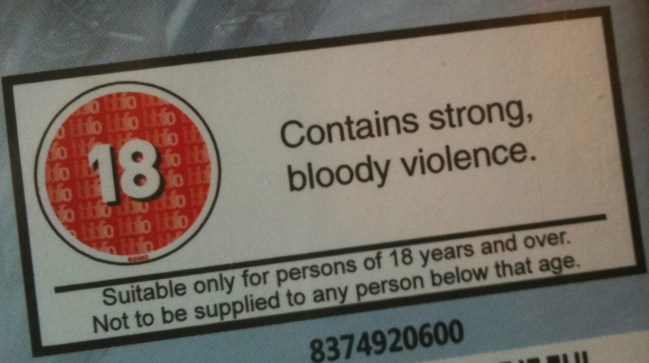 18
Contains strong,
bloody violence.
Suitable only for persons of 18 years and over.
Not to be supplied to any person below that age.
8374920600